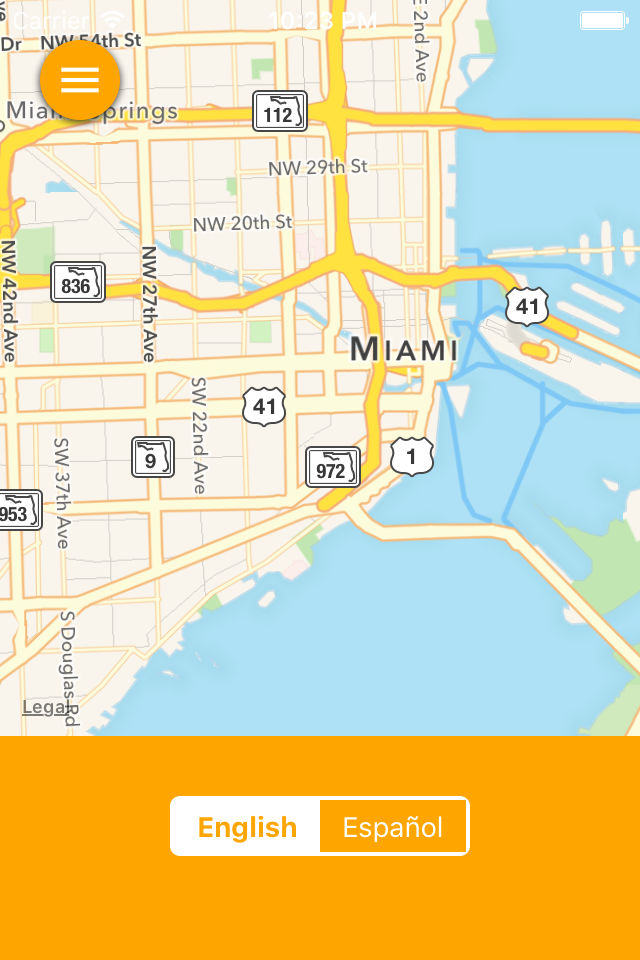 Carrier 10:23 PM
Dr NW 54th St
E 2nd Ave
Miami Springs
112
NW 29th St
NW 20th St
NW 42nd Ave
836
NW 27th Ave
41
MIAMI
SW 22nd Ave
41
SW 37th Ave
9
972
1
953
S Douglas Rd
Legal
English Español